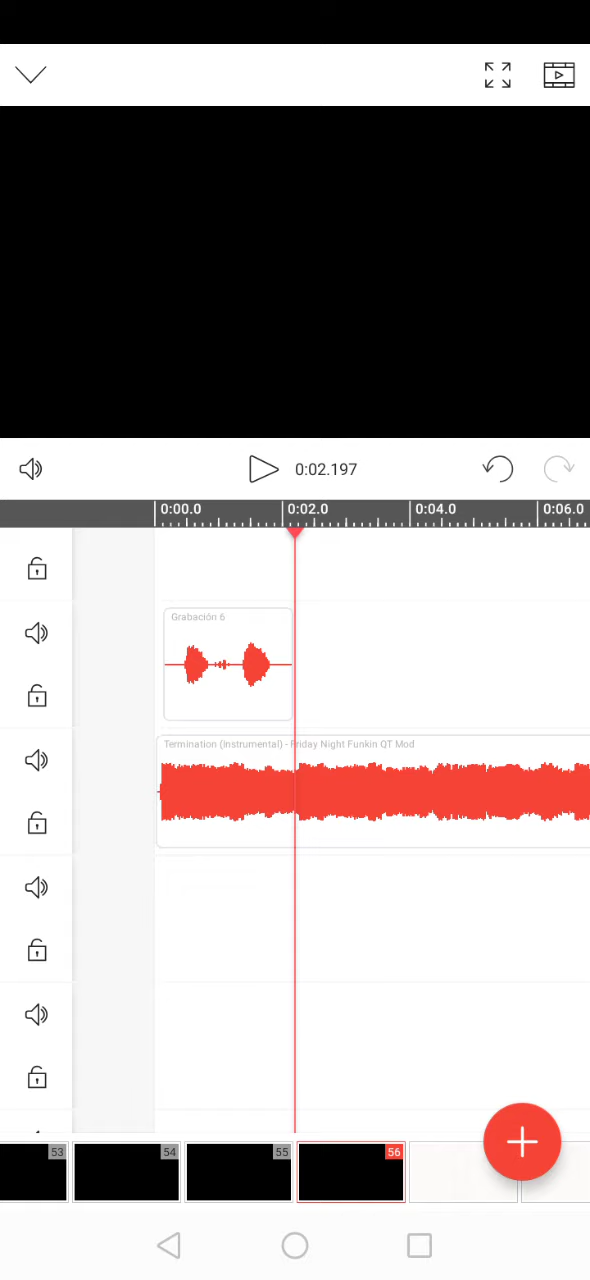 0:02.197
0:00.0 0:02.0 0:04.0 0:06.0
Grabación 6
Termination (Instrumental) - Friday Night Funkin QT Mod
53 54 55 56